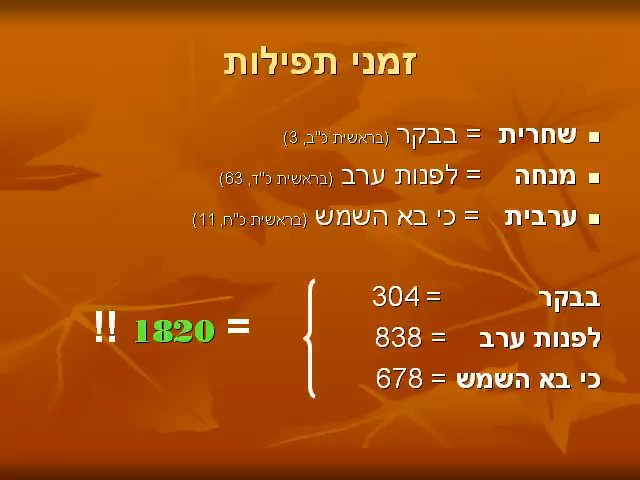 זמני תפילות
שחרית = בבקר (בראשית כ"ב, 3)
מנחה = לפנות ערב (בראשית כ"ד, 63)
ערבית = כי בא השמש (בראשית כ"ח, 11)
בבקר = 304
לפנות ערב = 838
כי בא השמש = 678
= 1820 !!